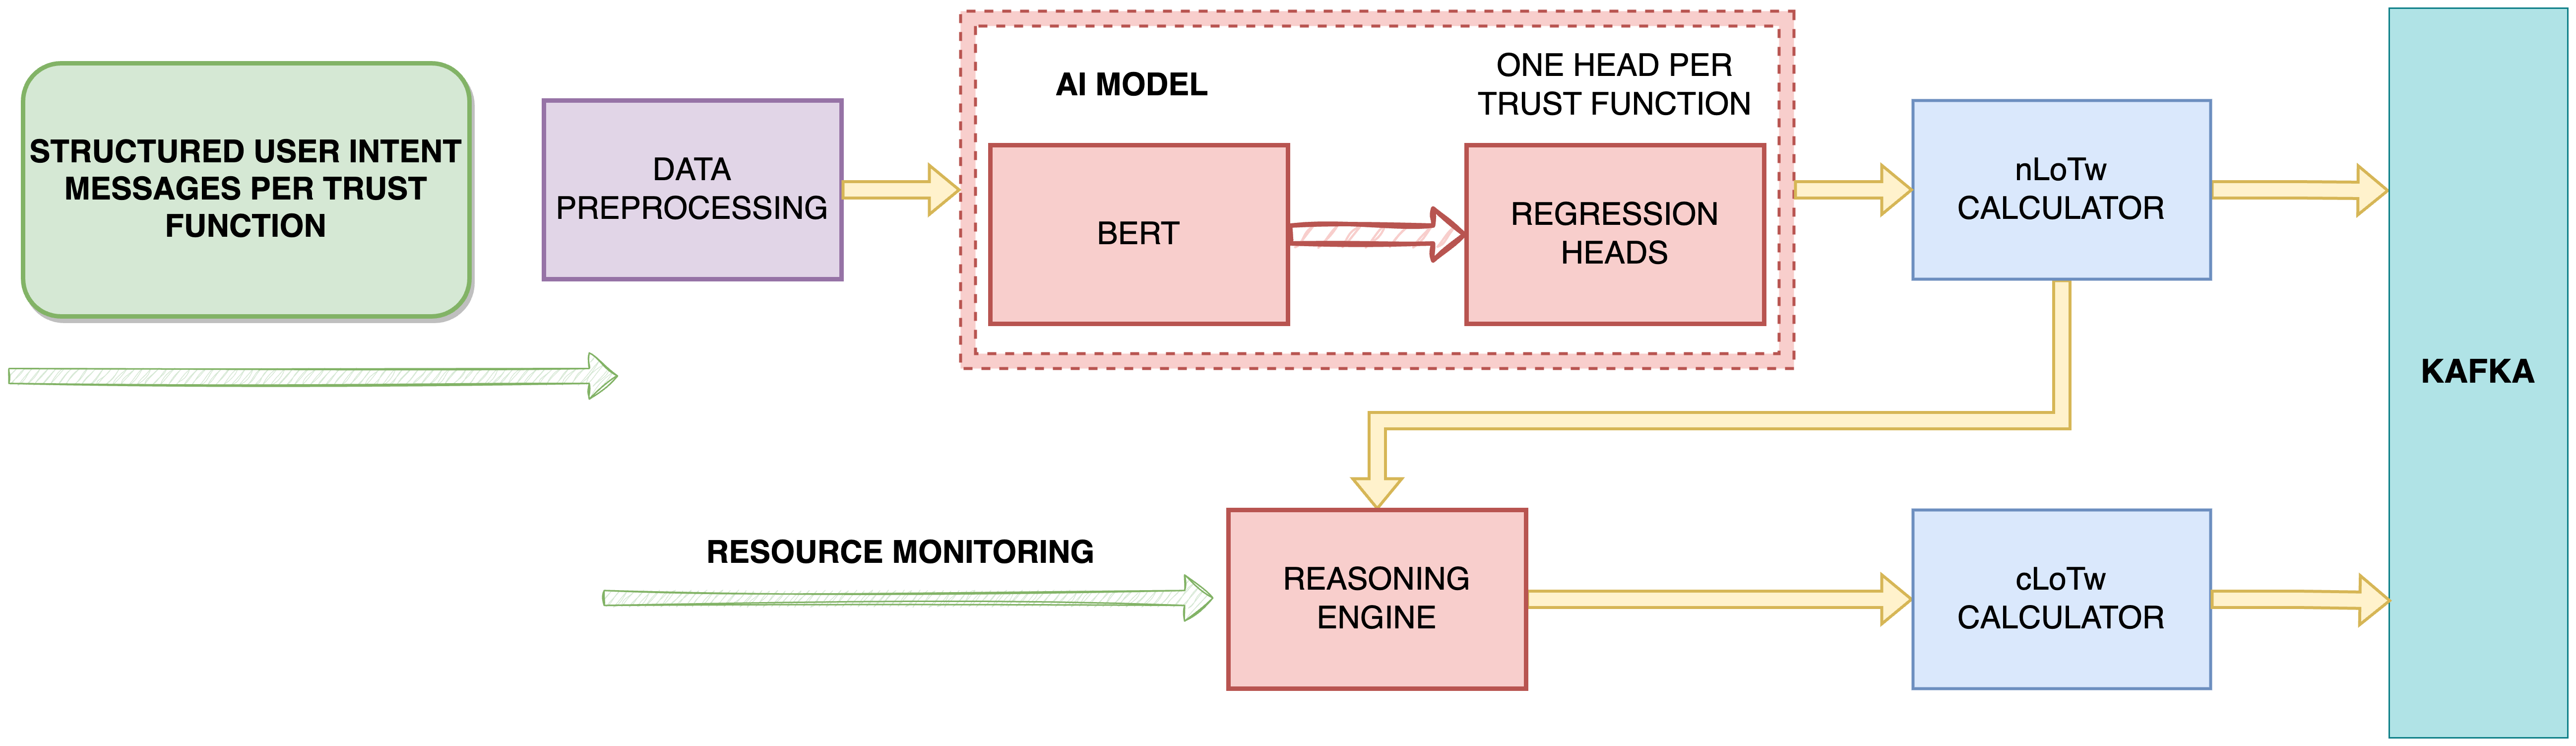 STRUCTURED USER INTENT
MESSAGES PER TRUST
FUNCTION
DATA
PREPROCESSING
AI MODEL
ONE HEAD PER
TRUST FUNCTION
BERT
REGRESSION
HEADS
nLoTw
CALCULATOR
KAFKA
RESOURCE MONITORING
REASONING
ENGINE
cLoTw
CALCULATOR